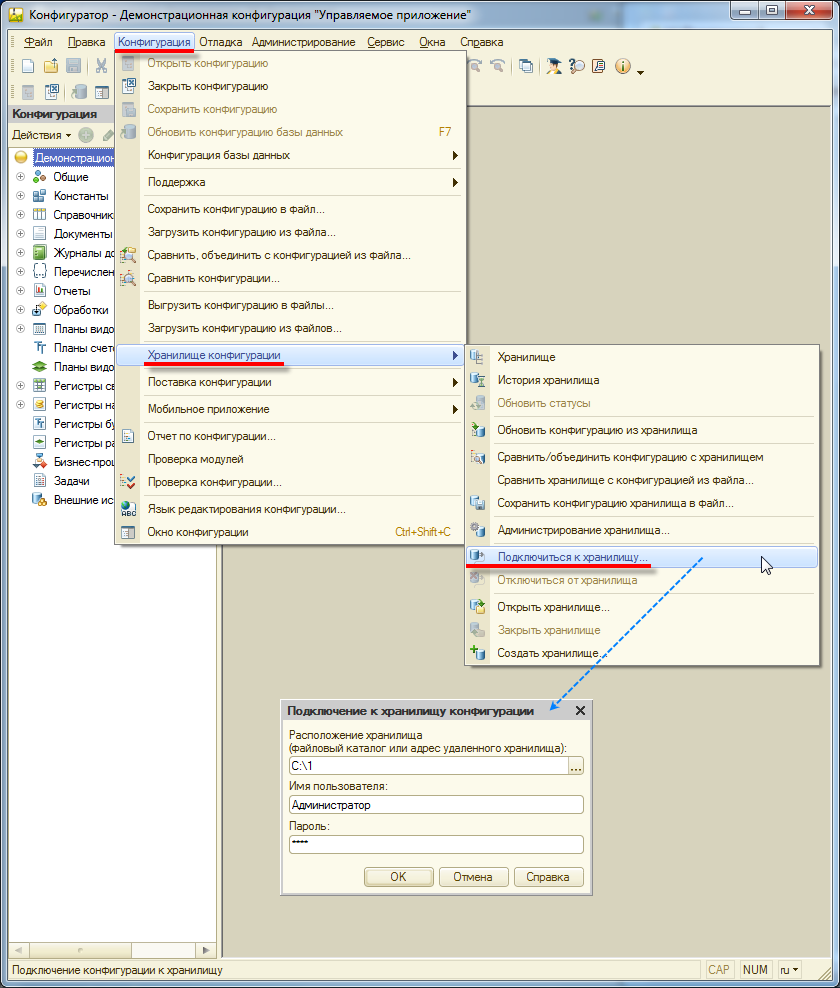 Конфигуратор - Демонстрационная конфигурация "Управляемое приложение"
Файл Правка Конфигурация Отладка Администрирование Сервис Окна Справка
Конфигурация
Действия
Демонстрацион
Общие
Константы
Справочник
Документы
Журналы до
Перечислен
Отчеты
Обработки
Планы видо
Планы счето
Планы видо
Регистры св
Регистры на
Регистры бу
Регистры ра
Бизнес-проц
Задачи
Внешние ис
Открыть конфигурацию
Закрыть конфигурацию
Сохранить конфигурацию
Обновить конфигурацию базы данных F7
Конфигурация базы данных
Поддержка
Сохранить конфигурацию в файл...
Загрузить конфигурацию из файла...
Сравнить, объединить с конфигурацией из файла...
Сравнить конфигурации...
Выгрузить конфигурацию в файлы...
Загрузить конфигурацию из файлов...
Хранилище конфигурации
Поставка конфигурации
Мобильное приложение
Отчет по конфигурации...
Проверка модулей
Проверка конфигурации...
Язык редактирования конфигурации...
Окно конфигурации Ctrl+Shift+C
Хранилище
История хранилища
Обновить статусы
Обновить конфигурацию из хранилища
Сравнить/объединить конфигурацию с хранилищем
Сравнить хранилище с конфигурацией из файла...
Сохранить конфигурацию хранилища в файл...
Администрирование хранилища...
Подключиться к хранилищу...
Отключиться от хранилища
Открыть хранилище...
Закрыть хранилище
Создать хранилище...
Подключение к хранилищу конфигурации
Расположение хранилища
(файловый каталог или адрес удаленного хранилища):
C:\1
...
Имя пользователя:
Администратор
Пароль:
****
OK Отмена Справка
Подключение конфигурации к хранилищу CAP NUM ru